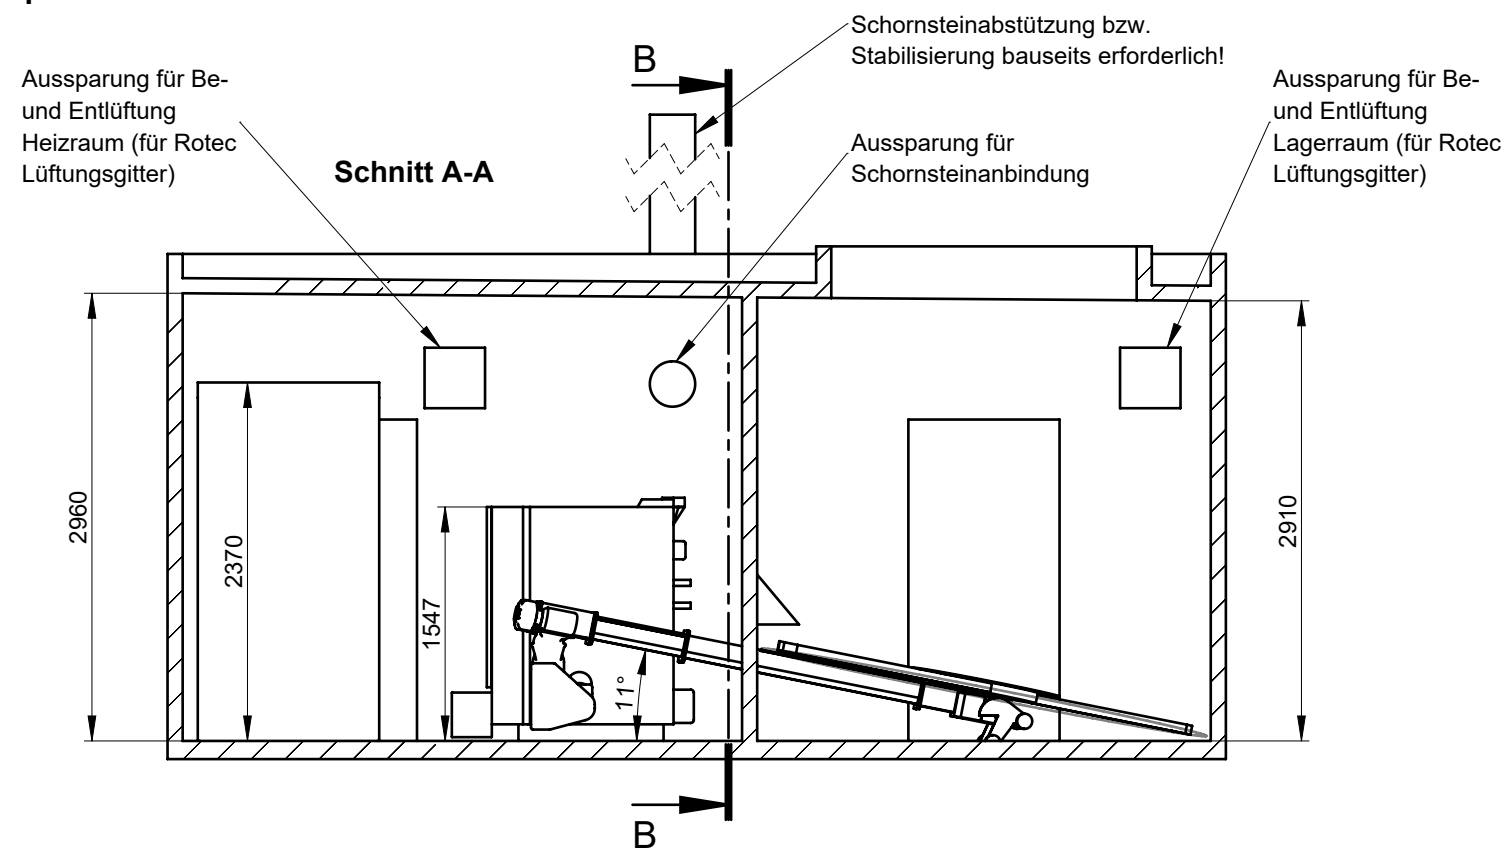 Schornsteinabstützung bzw.
Stabilisierung bauseits erforderlich!
B
Aussparung für Be-
und Entlüftung
Heizraum (für Rotec
Lüftungsgitter)
Aussparung für Be-
und Entlüftung
Lagerraum (für Rotec
Lüftungsgitter)
Schnitt A-A
Aussparung für
Schornsteinanbindung
2960
2370
1547
11°
2910
B